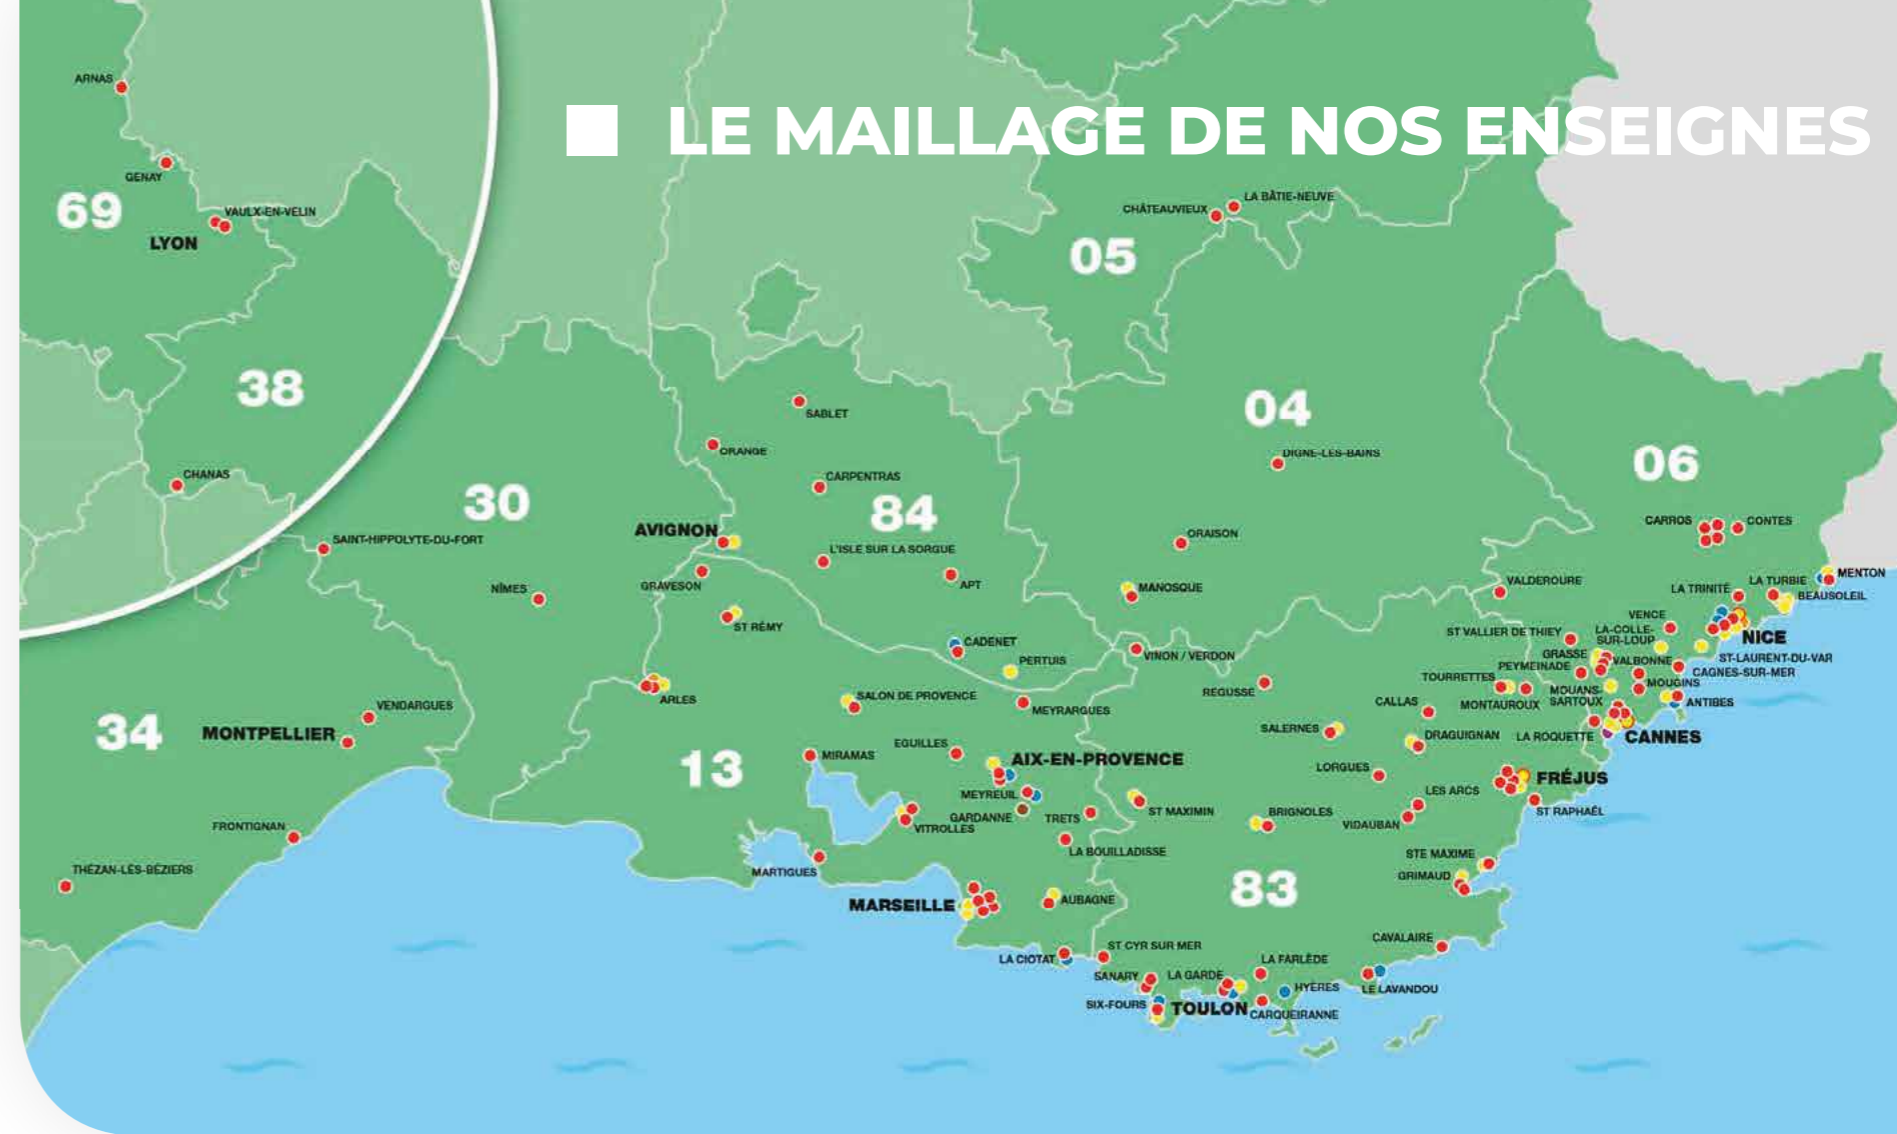 LE MAILLAGE DE NOS ENSEIGNES
ARNAS
GENAY
69
VAULX-EN-VELIN
LYON
38
CHANAS
CHÂTEAUVIEUX
LA BÂTIE-NEUVE
05
04
DIGNE-LES-BAINS
ORAISON
MANOSQUE
06
CARROS
CONTES
VALDEROURE
LA TRINITÉ
LA TURBIE
MENTON
BEAUSOLEIL
VENCE
NICE
ST VALLIER DE THIEY
LA-COLLE-
SUR-LOUP
ST-LAURENT-DU-VAR
GRASSE
VALBONNE
CAGNES-SUR-MER
PEYMEINADE
TOURRETTES
MOUGINS
MOUANS-
SARTOUX
MONTAUROUX
ANTIBES
LA ROQUETTE
CANNES
SABLET
ORANGE
CARPENTRAS
84
AVIGNON
L'ISLE SUR LA SORGUE
APT
CADENET
PERTUIS
30
SAINT-HIPPOLYTE-DU-FORT
NÎMES
34
VENDARGUES
MONTPELLIER
FRONTIGNAN
THÉZAN-LÈS-BÉZIERS
GRAVESON
ST RÉMY
ARLES
SALON DE PROVENCE
MEYRARGUES
13
MIRAMAS
EGUILLES
AIX-EN-PROVENCE
MEYREUIL
GARDANNE
TRETS
VITROLLES
LA BOUILLADISSE
MARTIGUES
MARSEILLE
AUBAGNE
LA CIOTAT
VINON / VERDON
REGUSSE
CALLAS
SALERNES
DRAGUIGNAN
LORGUES
FRÉJUS
LES ARCS
ST RAPHAËL
ST MAXIMIN
BRIGNOLES
VIDAUBAN
STE MAXIME
GRIMAUD
83
CAVALAIRE
ST CYR SUR MER
LA FARLÈDE
SANARY
LA GARDE
HYÈRES
LE LAVANDOU
SIX-FOURS
TOULON
CARQUEIRANNE